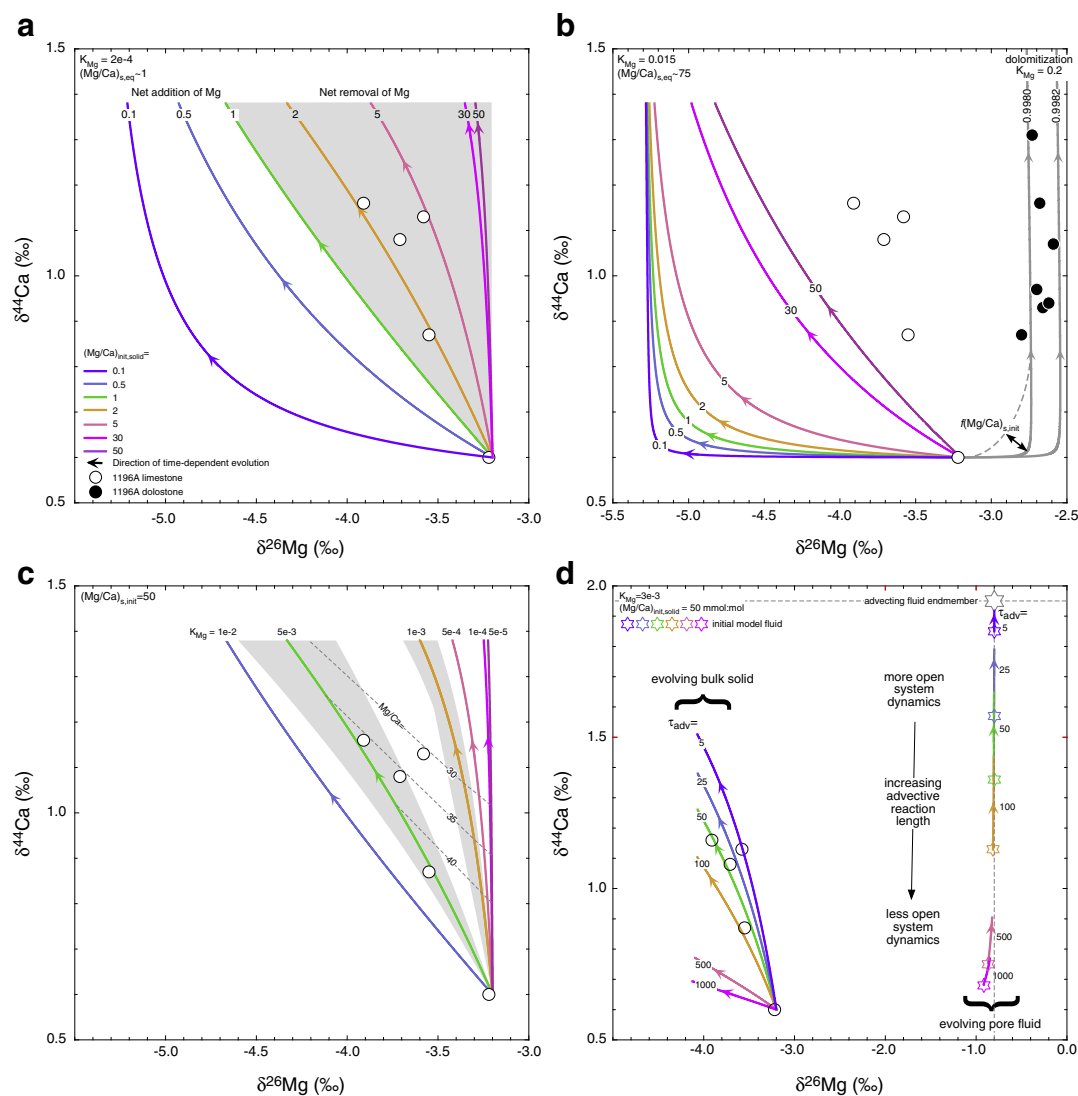 a
K_Mg = 2e-4
(Mg/Ca)_s,eq~1
Net addition of Mg
Net removal of Mg
0.1
0.5
1
2
5
30
50
(Mg/Ca)_init,solid=
0.1
0.5
1
2
5
30
50
Direction of time-dependent evolution
1196A limestone
1196A dolostone
1.5
1.0
0.5
δ44Ca (‰)
-5.0
-4.5
-4.0
-3.5
-3.0
δ26Mg (‰)
b
K_Mg = 0.015
(Mg/Ca)_s,eq~75
dolomitization
K_Mg = 0.2
0.9980
0.9982
50
30
5
2
1
0.5
0.1
f(Mg/Ca)_s,init
1.5
1.0
0.5
δ44Ca (‰)
-5.5
-5.0
-4.5
-4.0
-3.5
-3.0
-2.5
δ26Mg (‰)
c
(Mg/Ca)_s,init=50
K_Mg = 1e-2
5e-3
1e-3
5e-4
1e-4
5e-5
Mg/Ca=
30
35
40
1.5
1.0
0.5
δ44Ca (‰)
-5.0
-4.5
-4.0
-3.5
-3.0
δ26Mg (‰)
d
K_Mg=3e-3
(Mg/Ca)_init,solid = 50 mmol:mol
initial model fluid
advecting fluid endmember
τ_adv=
5
25
50
100
500
1000
evolving bulk solid
τ_adv=
5
25
50
100
500
1000
more open
system
dynamics
increasing
advective
reaction
length
less open
system
dynamics
evolving pore fluid
2.0
1.8
1.6
1.4
1.2
1.0
0.8
0.6
0.5
δ44Ca (‰)
-4.0
-3.0
-2.0
-1.0
0.0
δ26Mg (‰)